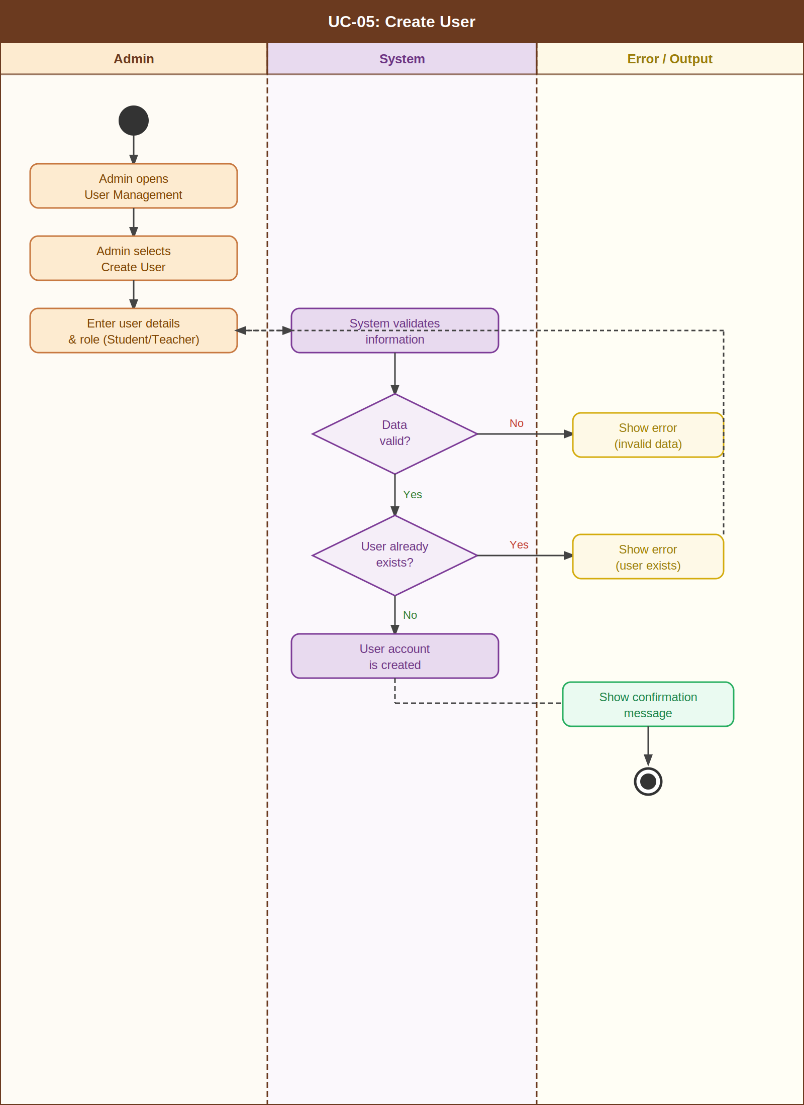 UC-05: Create User
Admin
System
Error / Output
Admin opens
User Management
Admin selects
Create User
Enter user details
& role (Student/Teacher)
System validates
information
Data
valid?
No
Show error
(invalid data)
Yes
User already
exists?
Yes
Show error
(user exists)
No
User account
is created
Show confirmation
message